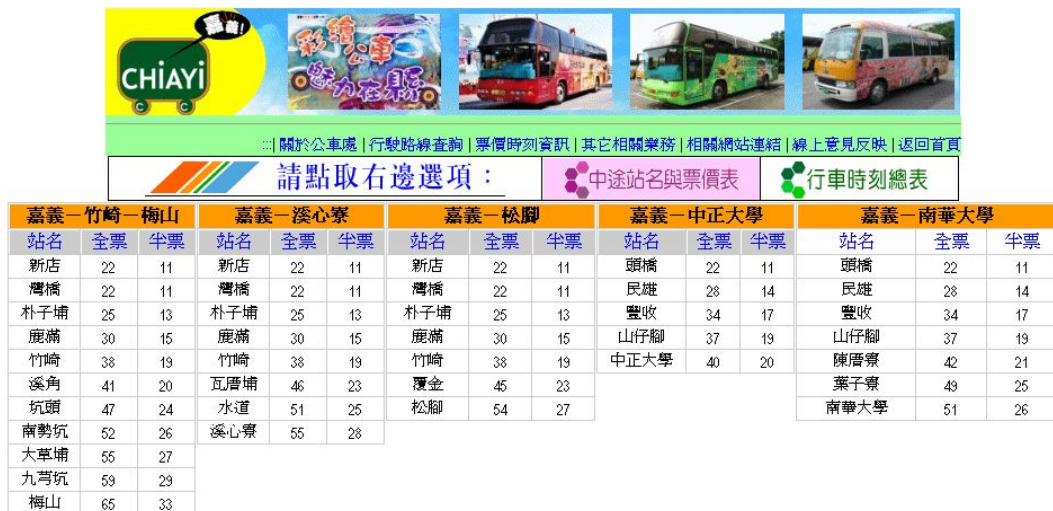 嘉義!
CHIAYI
彩繪公車
魅力在縣
:::| 關於公車處 | 行駛路線查詢 | 票價時刻資訊 | 其它相關業務 | 相關網站連結 | 線上意見反映 | 返回首頁
請點取右邊選項： 中途站名與票價表 行車時刻總表
嘉義－竹崎－梅山 嘉義－溪心寮 嘉義－松腳 嘉義－中正大學 嘉義－南華大學
站名 全票 半票 站名 全票 半票 站名 全票 半票 站名 全票 半票 站名 全票 半票
新店 22 11 新店 22 11 新店 22 11 頭橋 22 11 頭橋 22 11
灣橋 22 11 灣橋 22 11 灣橋 22 11 民雄 28 14 民雄 28 14
朴子埔 25 13 朴子埔 25 13 朴子埔 25 13 豐收 34 17 豐收 34 17
鹿滿 30 15 鹿滿 30 15 鹿滿 30 15 山仔腳 37 19 山仔腳 37 19
竹崎 38 19 竹崎 38 19 竹崎 38 19 中正大學 40 20 陳厝寮 42 21
溪角 41 20 瓦厝埔 46 23 覆金 45 23 葉子寮 49 25
坑頭 47 24 水道 51 25 松腳 54 27 南華大學 51 26
南勢坑 52 26 溪心寮 55 28
大草埔 55 27
九芎坑 59 29
梅山 65 33